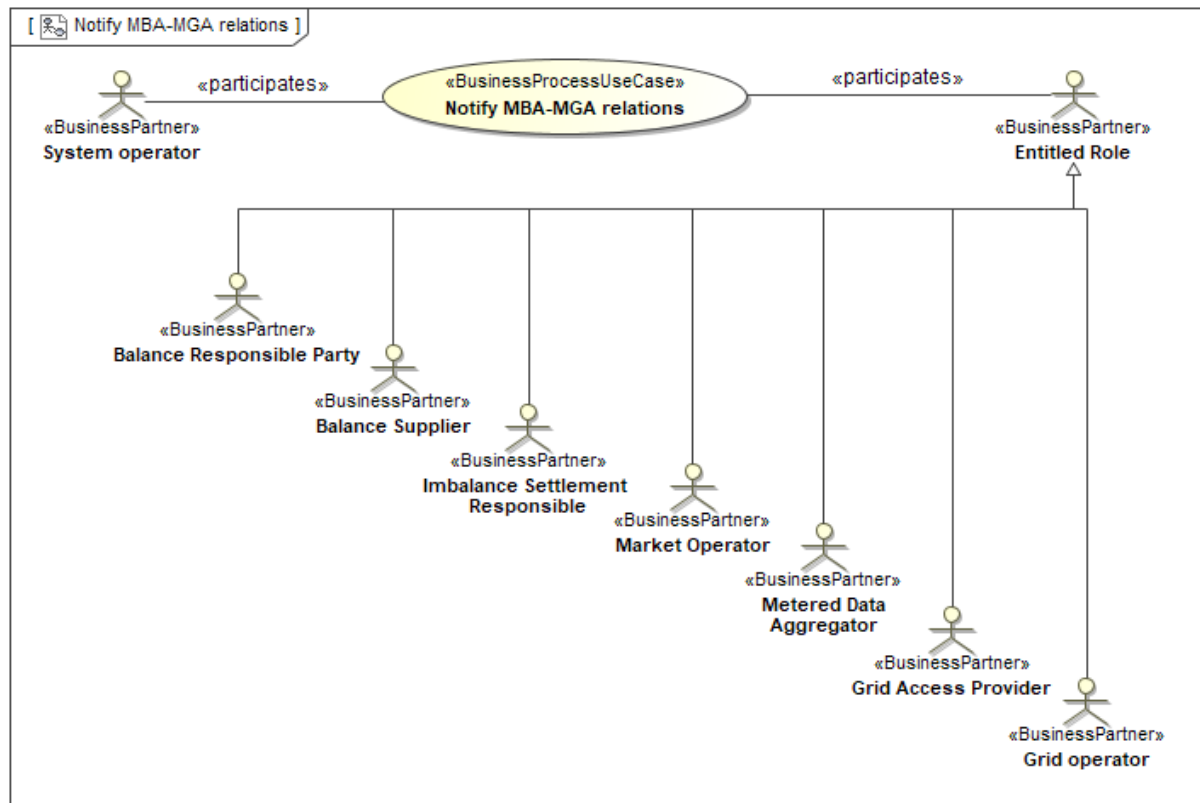 [ Notify MBA-MGA relations ]
«participates»
«BusinessProcessUseCase»
Notify MBA-MGA relations
«participates»
«BusinessPartner»
System operator
«BusinessPartner»
Entitled Role
«BusinessPartner»
Balance Responsible Party
«BusinessPartner»
Balance Supplier
«BusinessPartner»
Imbalance Settlement
Responsible
«BusinessPartner»
Market Operator
«BusinessPartner»
Metered Data
Aggregator
«BusinessPartner»
Grid Access Provider
«BusinessPartner»
Grid operator